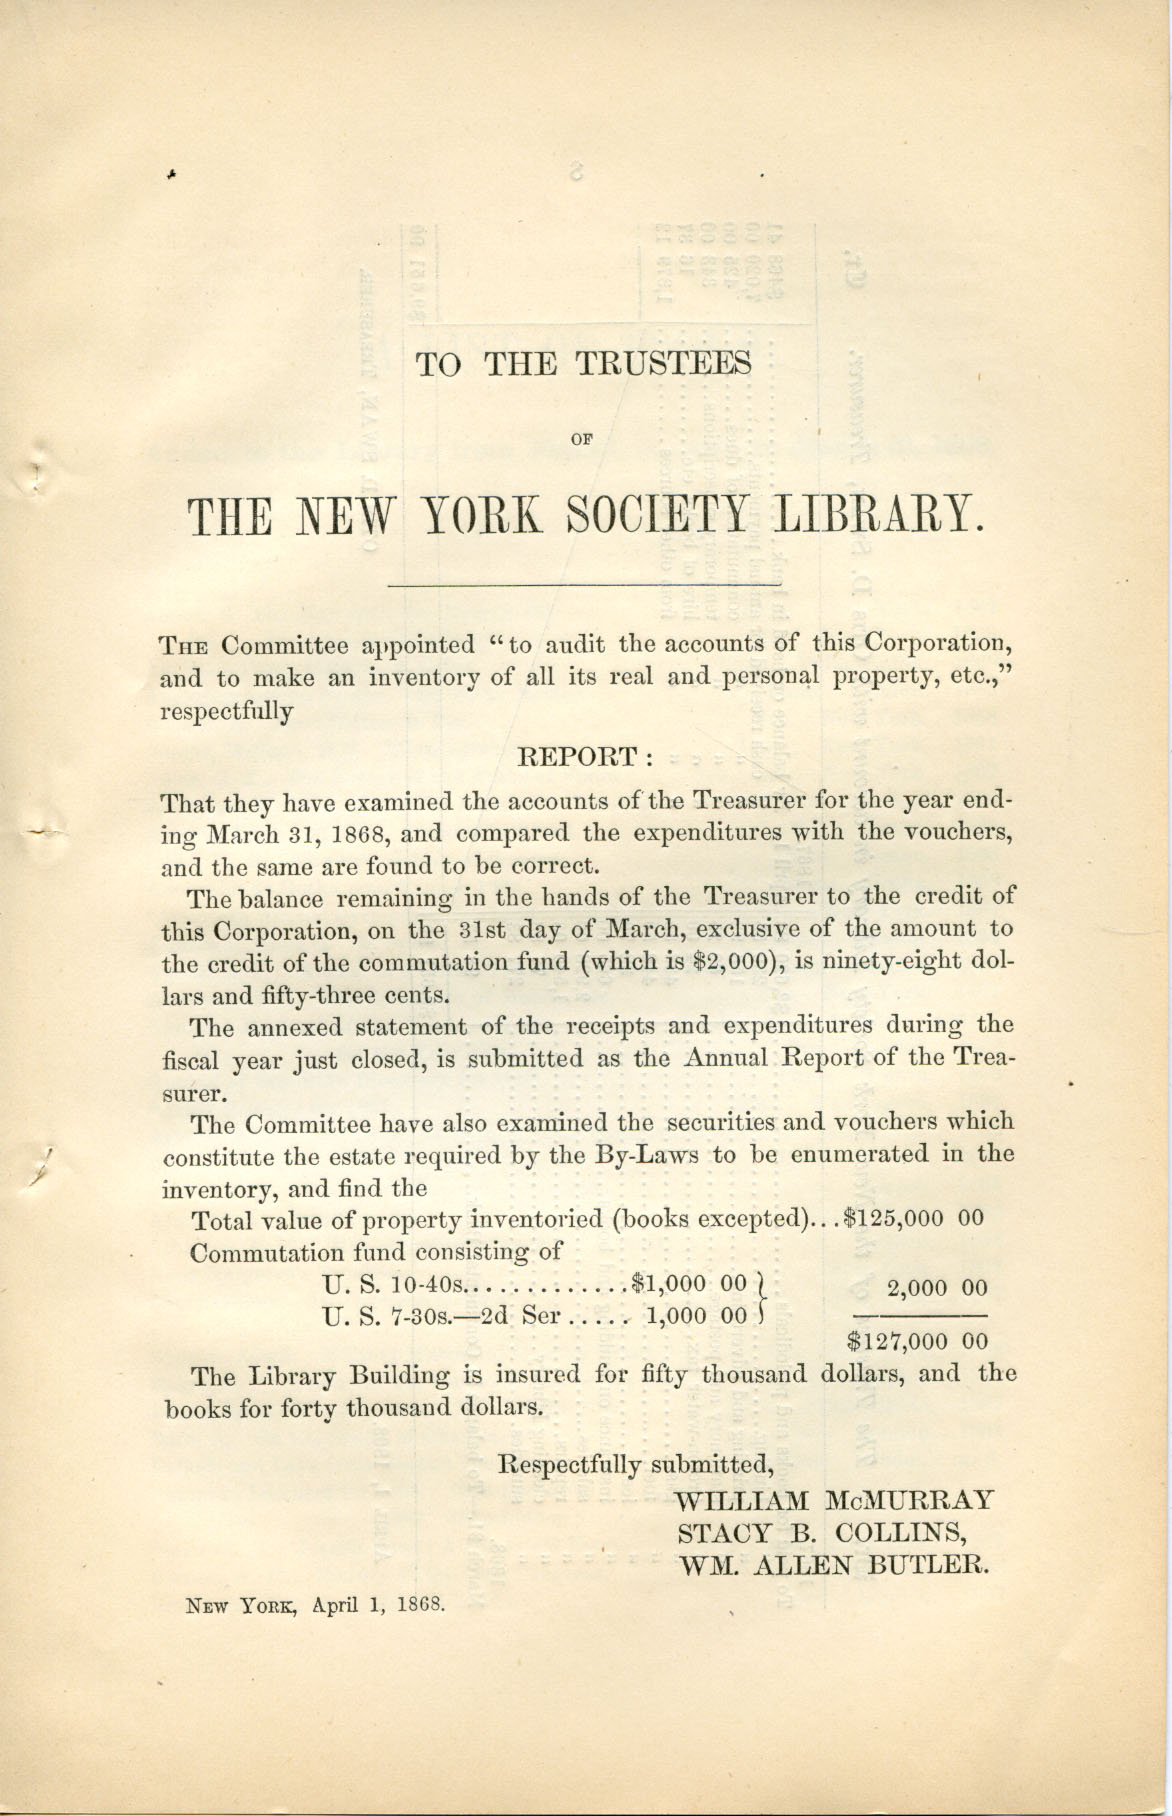 TO THE TRUSTEES
OF
THE NEW YORK SOCIETY LIBRARY.
THE Committee appointed “to audit the accounts of this Corporation,
and to make an inventory of all its real and personal property, etc.,”
respectfully
REPORT:
That they have examined the accounts of the Treasurer for the year end-
ing March 31, 1868, and compared the expenditures with the vouchers,
and the same are found to be correct.
The balance remaining in the hands of the Treasurer to the credit of
this Corporation, on the 31st day of March, exclusive of the amount to
the credit of the commutation fund (which is $2,000), is ninety-eight dol-
lars and fifty-three cents.
The annexed statement of the receipts and expenditures during the
fiscal year just closed, is submitted as the Annual Report of the Trea-
surer.
The Committee have also examined the securities and vouchers which
constitute the estate required by the By-Laws to be enumerated in the
inventory, and find the
Total value of property inventoried (books excepted)...$125,000 00
Commutation fund consisting of
U. S. 10-40s..............$1,000 00 } 2,000 00
U. S. 7-30s.—2d Ser ..... 1,000 00
$127,000 00
The Library Building is insured for fifty thousand dollars, and the
books for forty thousand dollars.
Respectfully submitted,
WILLIAM McMURRAY
STACY B. COLLINS,
WM. ALLEN BUTLER.
NEW YORK, April 1, 1868.